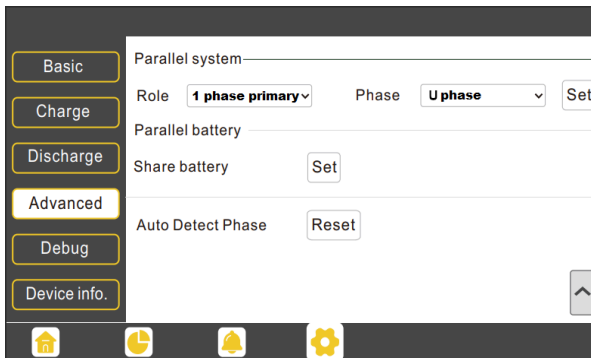 Basic
Charge
Discharge
Advanced
Debug
Device info.
Parallel system
Role 1 phase primary Phase U phase Set
Parallel battery
Share battery Set
Auto Detect Phase Reset